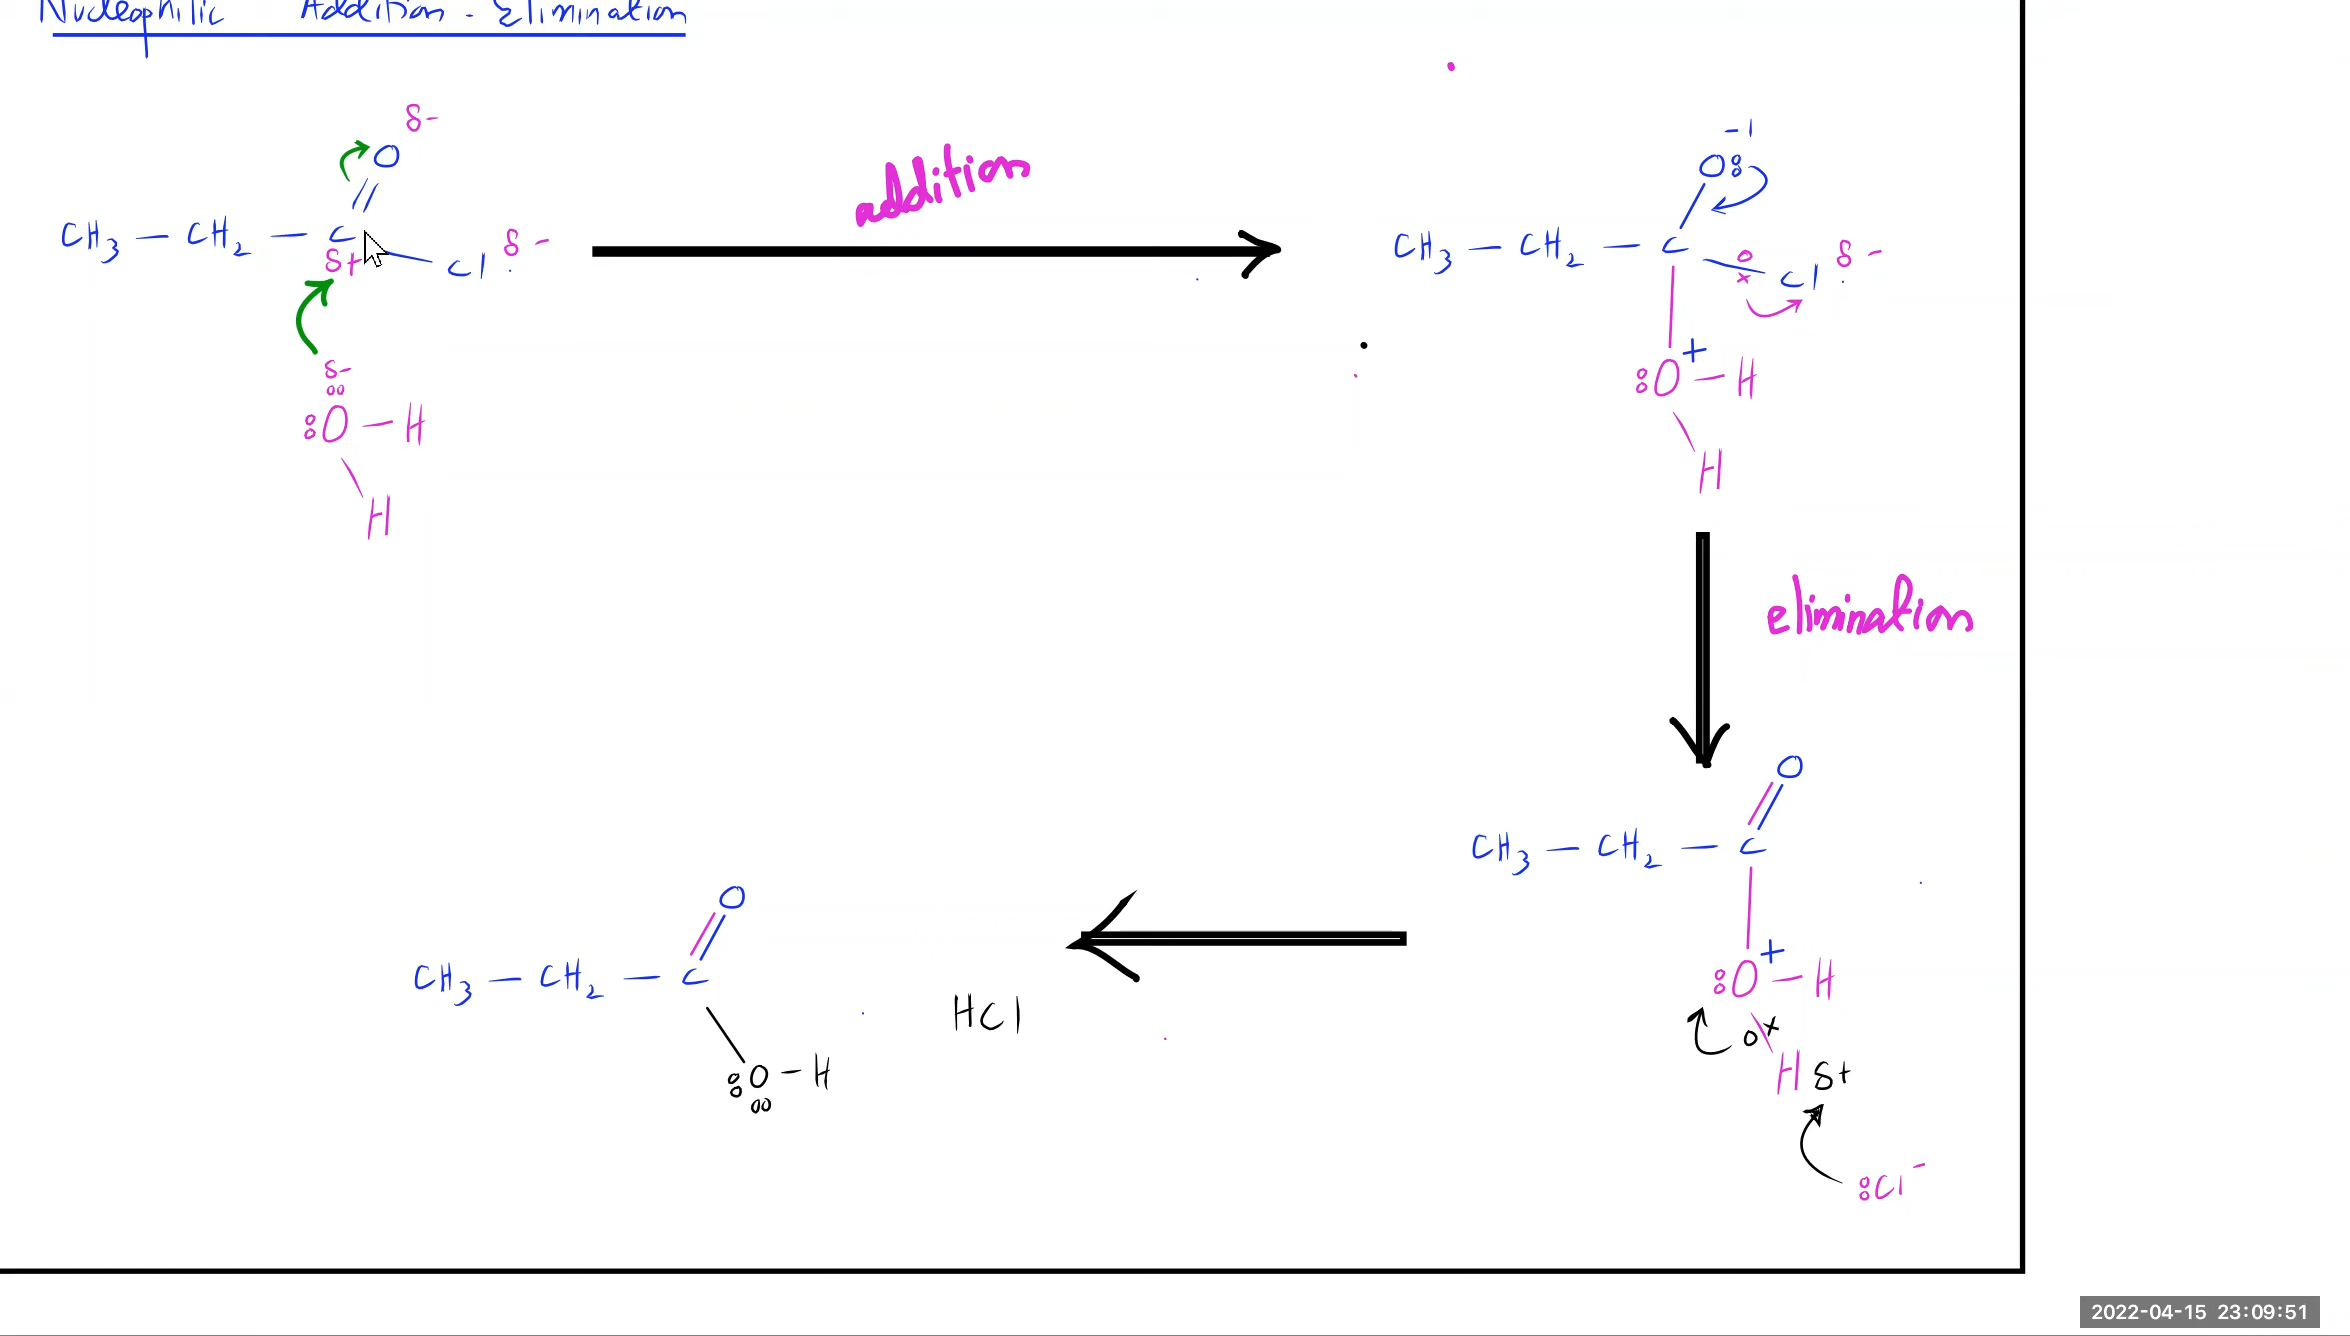 Nucleophilic Addition - Elimination
δ-
O
CH₃ — CH₂ — C
δ+
Cl δ-
δ-
:O — H
H
addition
-1
O:
CH₃ — CH₂ — C
Cl δ-
+
:O — H
H
elimination
O
CH₃ — CH₂ — C
+
:O — H
H δ+
:Cl⁻
O
CH₃ — CH₂ — C
:O — H
HCl
2022-04-15 23:09:51